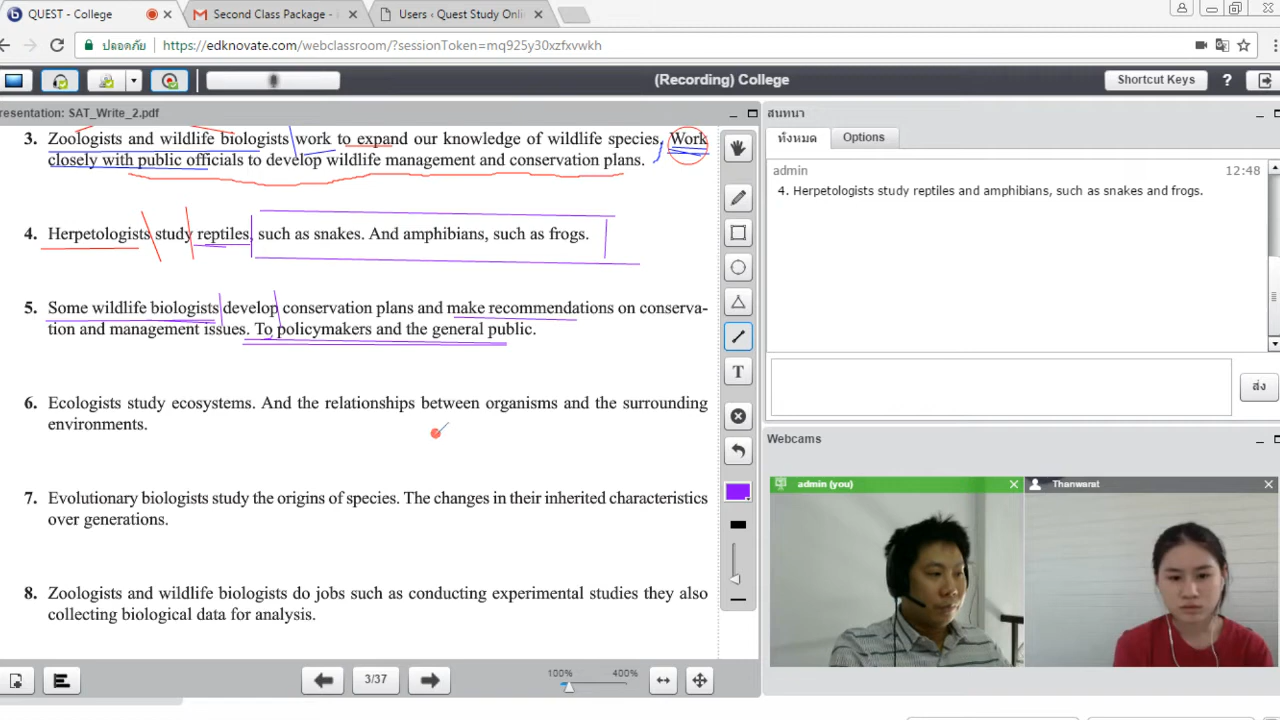 QUEST - College
Second Class Package -
Users ‹ Quest Study Onli
ปลอดภัย https://edknovate.com/webclassroom/?sessionToken=mq925y30xzfxvwkh
(Recording) College
Shortcut Keys
?
resentation: SAT_Write_2.pdf
3. Zoologists and wildlife biologists work to expand our knowledge of wildlife species, Work
closely with public officials to develop wildlife management and conservation plans.
4. Herpetologists study reptiles, such as snakes. And amphibians, such as frogs.
5. Some wildlife biologists develop conservation plans and make recommendations on conserva-
tion and management issues. To policymakers and the general public.
6. Ecologists study ecosystems. And the relationships between organisms and the surrounding
environments.
7. Evolutionary biologists study the origins of species. The changes in their inherited characteristics
over generations.
8. Zoologists and wildlife biologists do jobs such as conducting experimental studies they also
collecting biological data for analysis.
T
3/37
100%
400%
สนทนา
ทั้งหมด
Options
admin
12:48
4. Herpetologists study reptiles and amphibians, such as snakes and frogs.
ส่ง
Webcams
admin (you)
Thanwarat